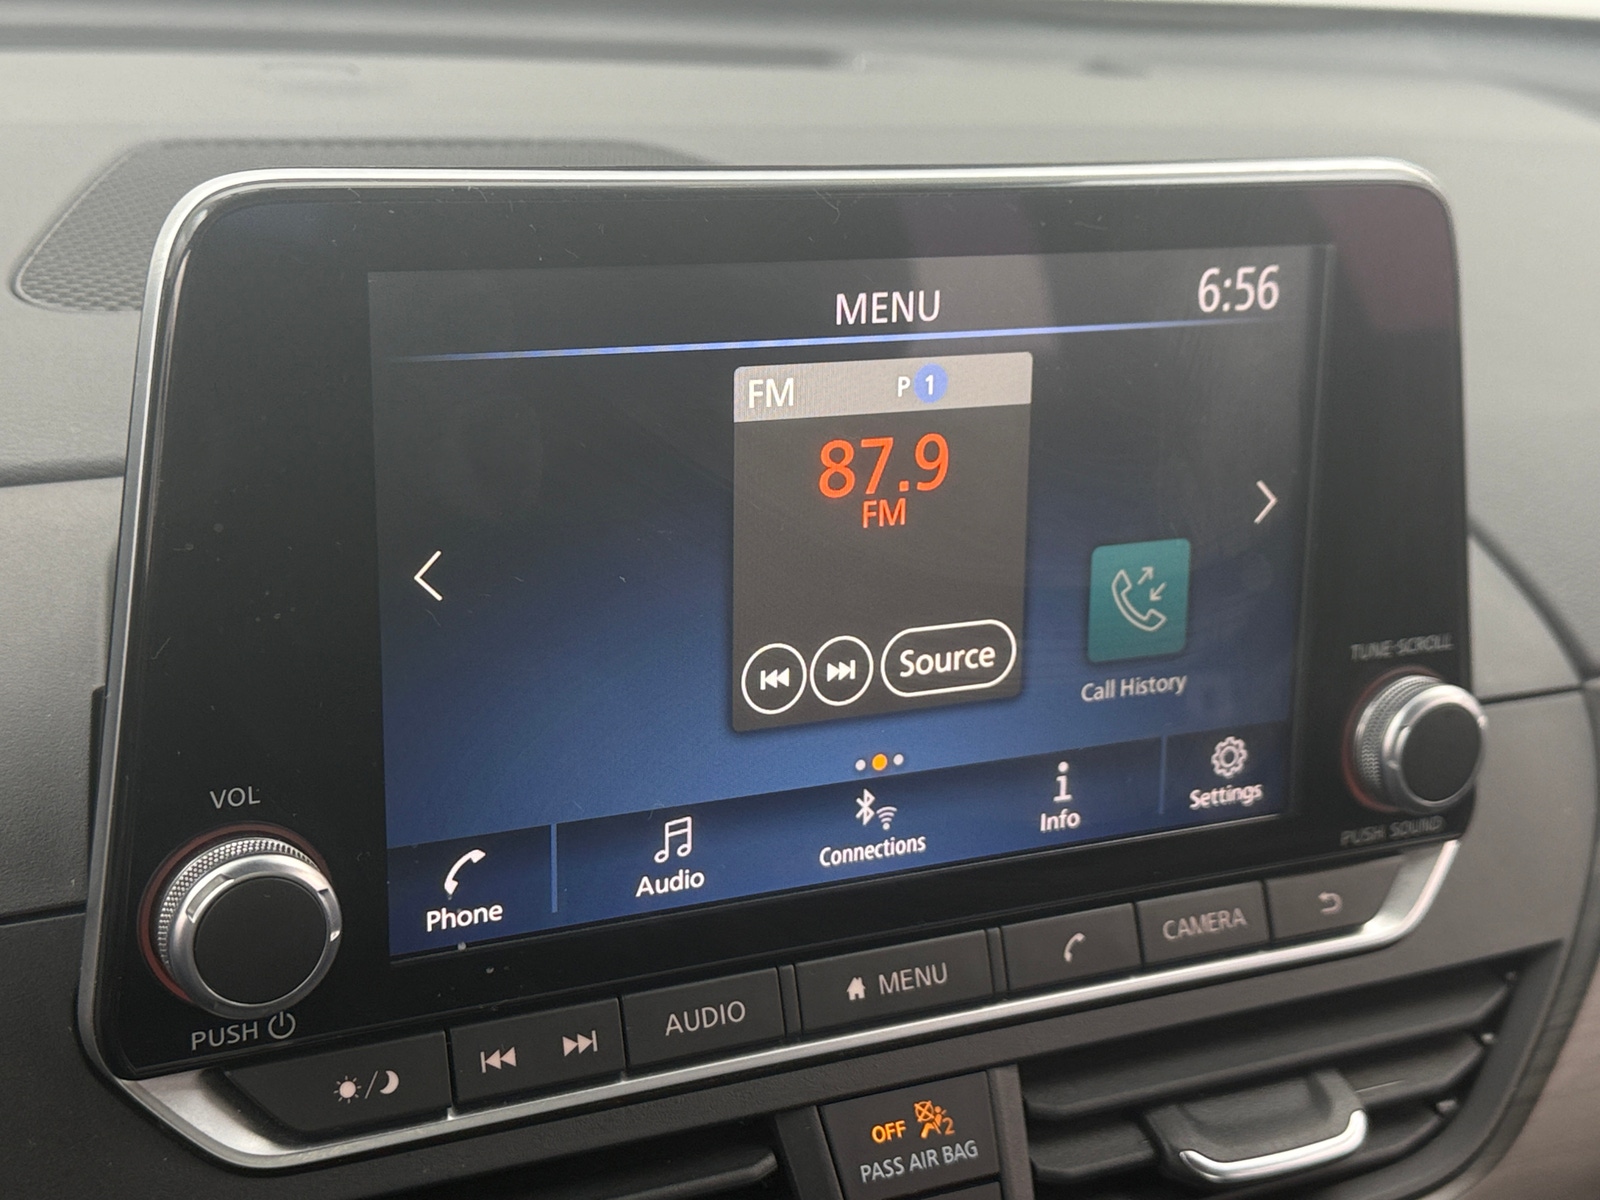 MENU
6:56
FM P 1
87.9
FM
Source
Call History
TUNE·SCROLL
VOL
Phone
Audio
Connections
Info
Settings
PUSH SOUND
PUSH
AUDIO
MENU
CAMERA
OFF 2
PASS AIR BAG